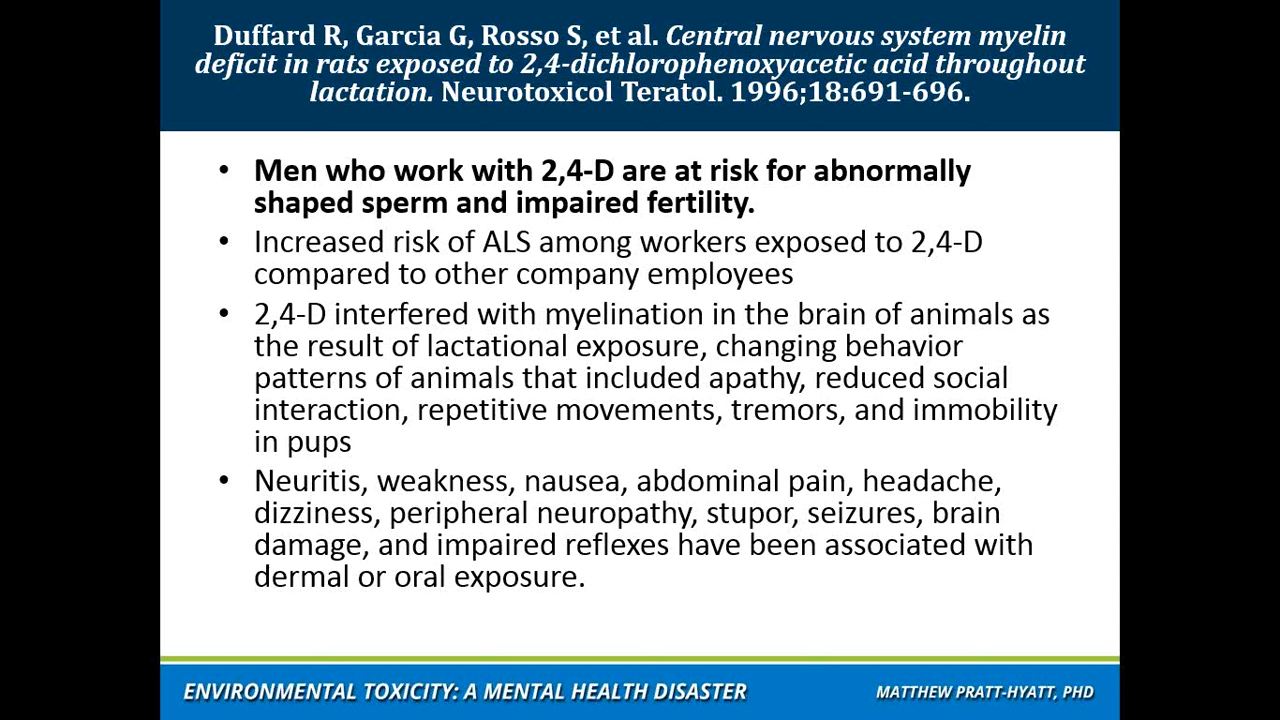 Duffard R, Garcia G, Rosso S, et al. Central nervous system myelin
deficit in rats exposed to 2,4-dichlorophenoxyacetic acid throughout
lactation. Neurotoxicol Teratol. 1996;18:691-696.
• Men who work with 2,4-D are at risk for abnormally
shaped sperm and impaired fertility.
• Increased risk of ALS among workers exposed to 2,4-D
compared to other company employees
• 2,4-D interfered with myelination in the brain of animals as
the result of lactational exposure, changing behavior
patterns of animals that included apathy, reduced social
interaction, repetitive movements, tremors, and immobility
in pups
• Neuritis, weakness, nausea, abdominal pain, headache,
dizziness, peripheral neuropathy, stupor, seizures, brain
damage, and impaired reflexes have been associated with
dermal or oral exposure.
ENVIRONMENTAL TOXICITY: A MENTAL HEALTH DISASTER
MATTHEW PRATT-HYATT, PHD